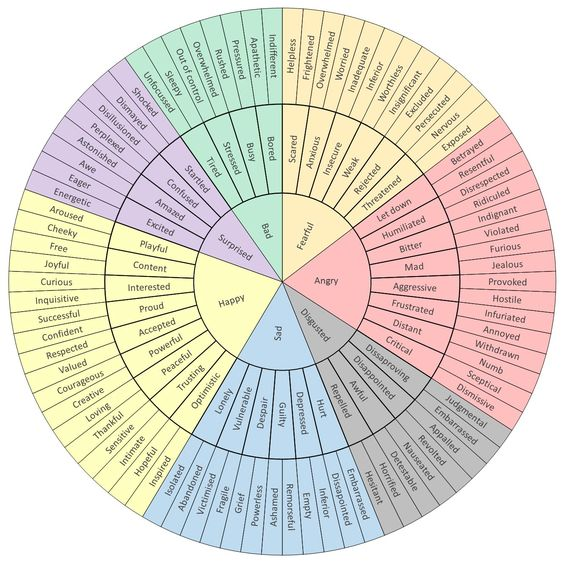 Fearful
Angry
Disgusted
Sad
Happy
Surprised
Bad
Scared
Anxious
Insecure
Weak
Rejected
Threatened
Let down
Humiliated
Bitter
Mad
Aggressive
Frustrated
Distant
Critical
Dissaproving
Disappointed
Awful
Repelled
Hurt
Depressed
Guilty
Despair
Vulnerable
Lonely
Optimistic
Trusting
Peaceful
Powerful
Accepted
Proud
Interested
Content
Playful
Excited
Amazed
Confused
Startled
Tired
Stressed
Busy
Bored
Helpless
Frightened
Overwhelmed
Worried
Inadequate
Inferior
Worthless
Insignificant
Excluded
Persecuted
Nervous
Exposed
Betrayed
Resentful
Disrespected
Ridiculed
Indignant
Violated
Furious
Jealous
Provoked
Hostile
Infuriated
Annoyed
Withdrawn
Numb
Sceptical
Dismissive
Judgmental
Embarrassed
Appalled
Revolted
Nauseated
Detestable
Horrified
Hesitant
Embarrassed
Dissapointed
Inferior
Empty
Remorseful
Ashamed
Powerless
Grief
Fragile
Victimised
Abandoned
Isolated
Inspired
Hopeful
Intimate
Sensitive
Thankful
Loving
Creative
Courageous
Valued
Respected
Confident
Successful
Inquisitive
Curious
Joyful
Free
Cheeky
Aroused
Energetic
Eager
Awe
Astonished
Perplexed
Disillusioned
Dismayed
Shocked
Unfocussed
Sleepy
Out of control
Overwhelmed
Rushed
Pressured
Apathetic
Indifferent